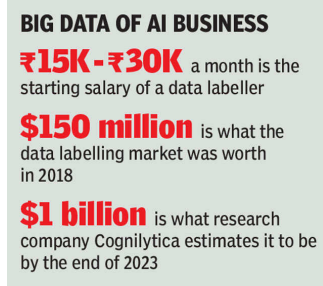 BIG DATA OF AI BUSINESS
₹15K-₹30K a month is the
starting salary of a data labeller
$150 million is what the
data labelling market was worth
in 2018
$1 billion is what research
company Cognilytica estimates it to be
by the end of 2023